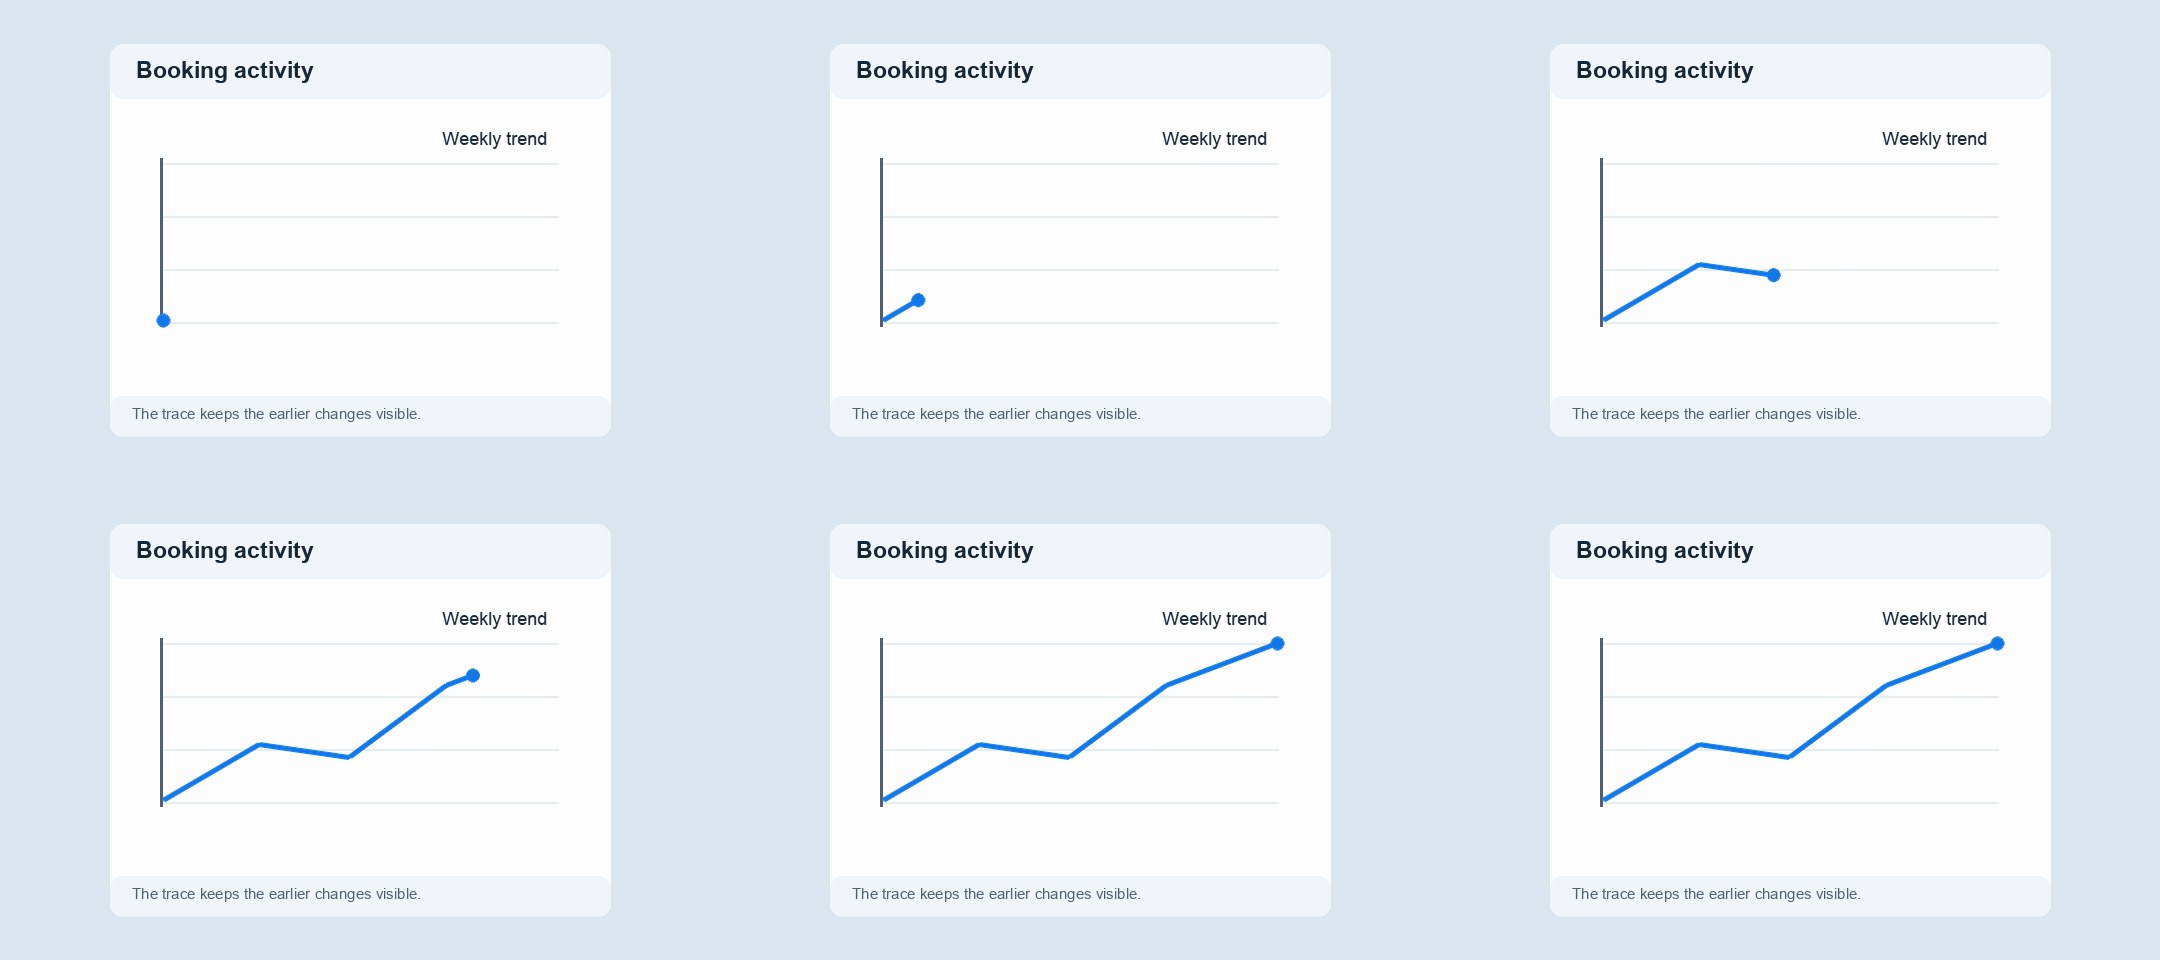 Booking activity
Weekly trend
The trace keeps the earlier changes visible.
Booking activity
Weekly trend
The trace keeps the earlier changes visible.
Booking activity
Weekly trend
The trace keeps the earlier changes visible.
Booking activity
Weekly trend
The trace keeps the earlier changes visible.
Booking activity
Weekly trend
The trace keeps the earlier changes visible.
Booking activity
Weekly trend
The trace keeps the earlier changes visible.